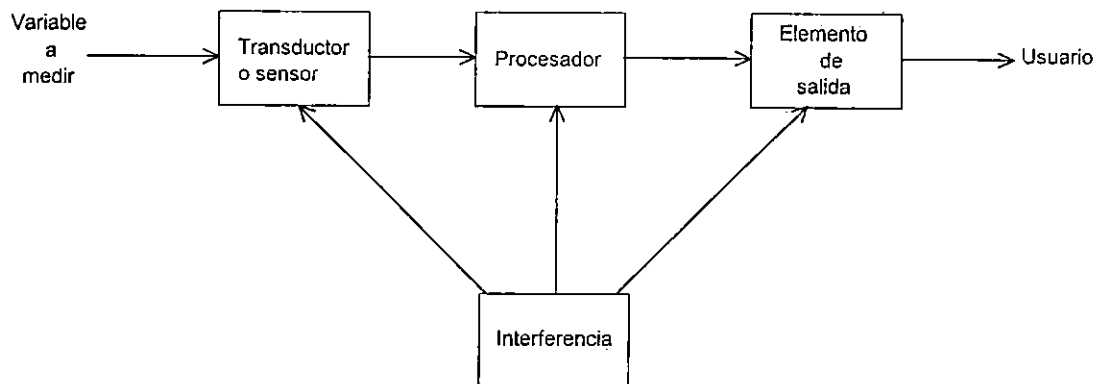 Variable
a
medir
Transductor
o sensor
Procesador
Elemento
de
salida
Usuario
Interferencia